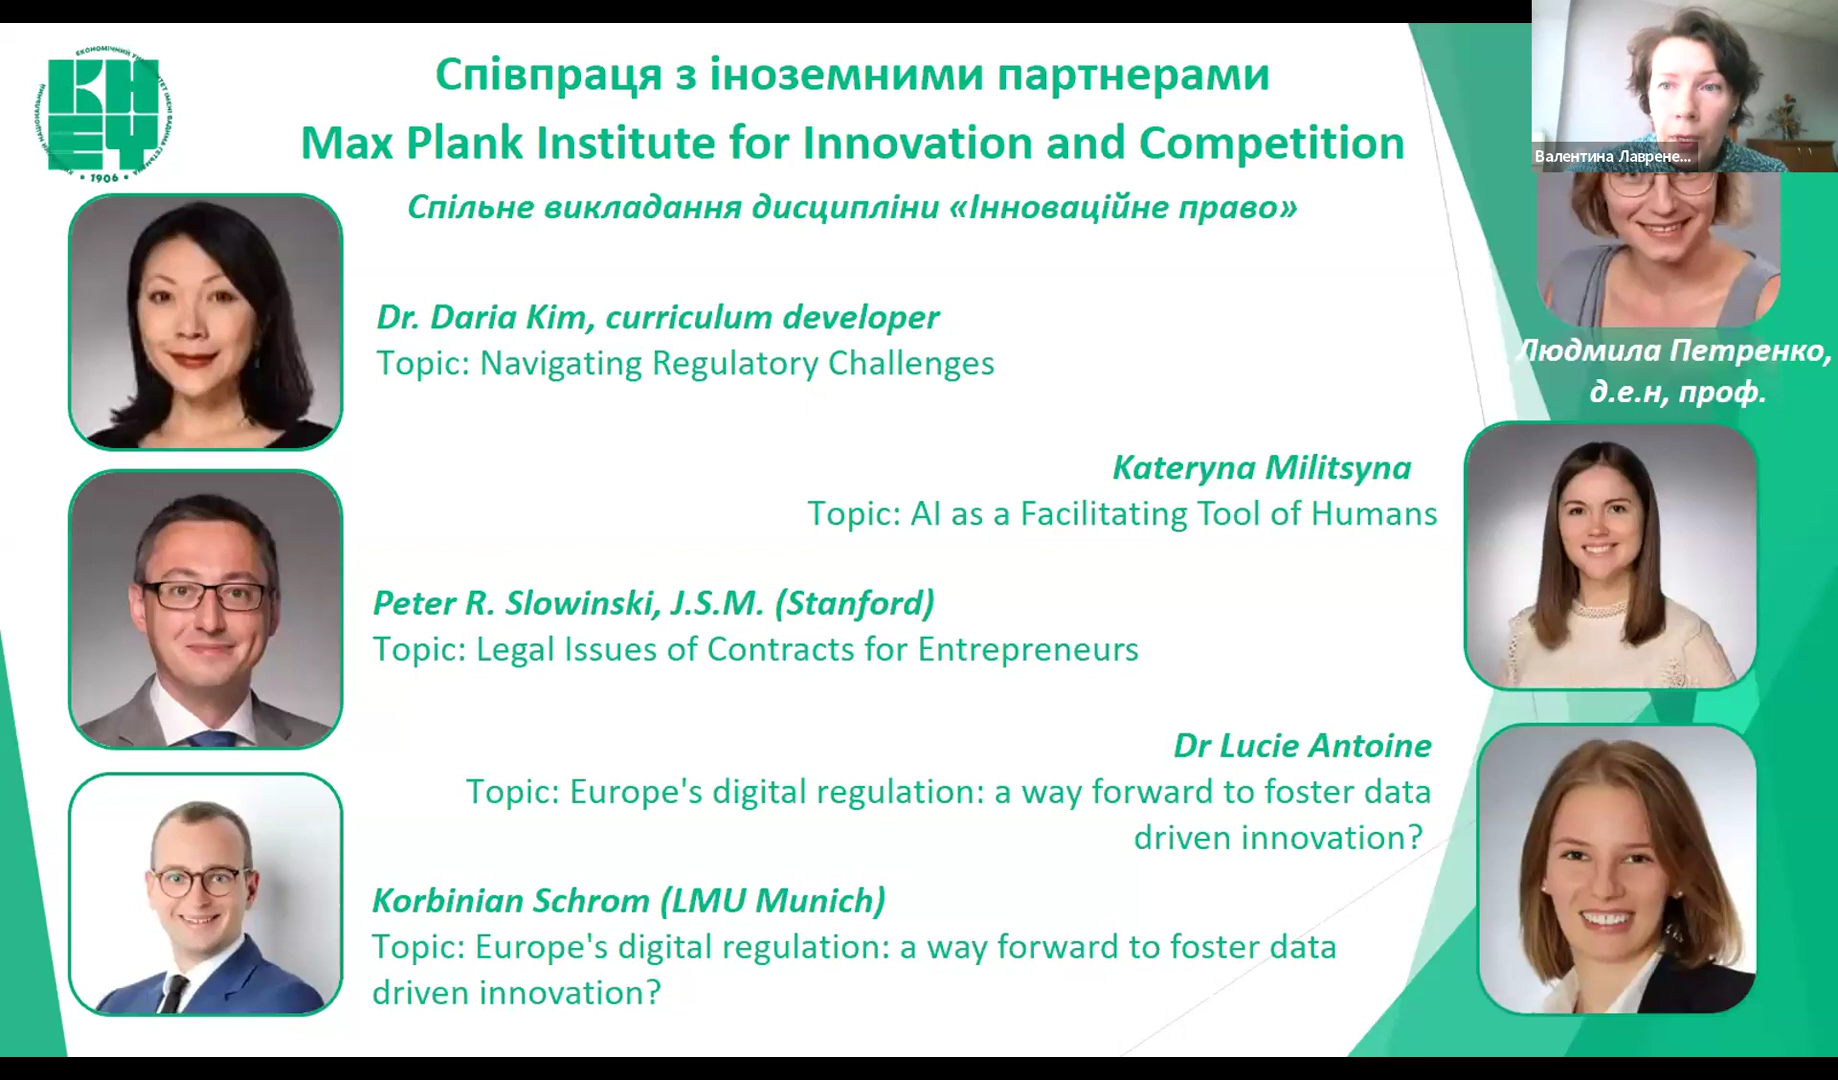 КНЕУ
• 1906 •
Співпраця з іноземними партнерами
Max Plank Institute for Innovation and Competition
Спільне викладання дисципліни «Інноваційне право»
Валентина Лаврене...
Людмила Петренко,
д.е.н, проф.
Dr. Daria Kim, curriculum developer
Topic: Navigating Regulatory Challenges
Kateryna Militsyna
Topic: AI as a Facilitating Tool of Humans
Peter R. Slowinski, J.S.M. (Stanford)
Topic: Legal Issues of Contracts for Entrepreneurs
Dr Lucie Antoine
Topic: Europe's digital regulation: a way forward to foster data
driven innovation?
Korbinian Schrom (LMU Munich)
Topic: Europe's digital regulation: a way forward to foster data
driven innovation?